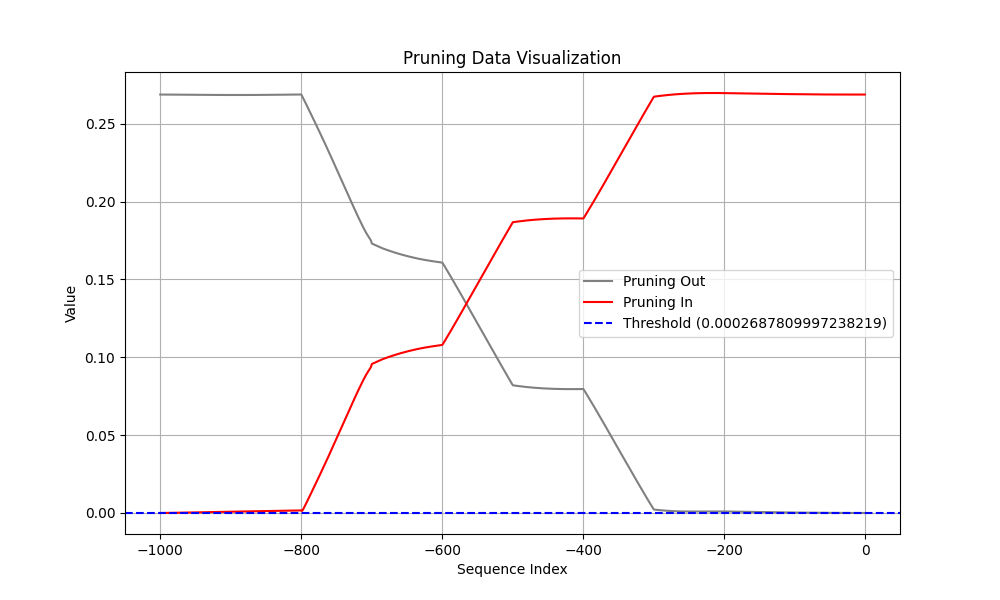 Pruning Data Visualization
Value
0.25
0.20
0.15
0.10
0.05
0.00
Pruning Out
Pruning In
Threshold (0.0002687809997238219)
−1000 −800 −600 −400 −200 0
Sequence Index